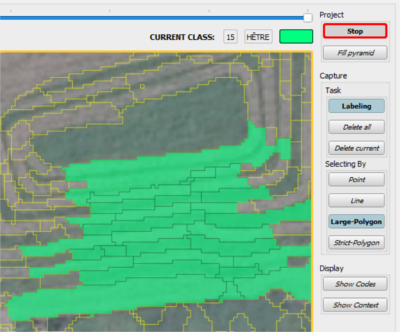 CURRENT CLASS: 15 HÊTRE
Project
Stop
Fill pyramid
Capture
Task
Labeling
Delete all
Delete current
Selecting By
Point
Line
Large-Polygon
Strict-Polygon
Display
Show Codes
Show Context